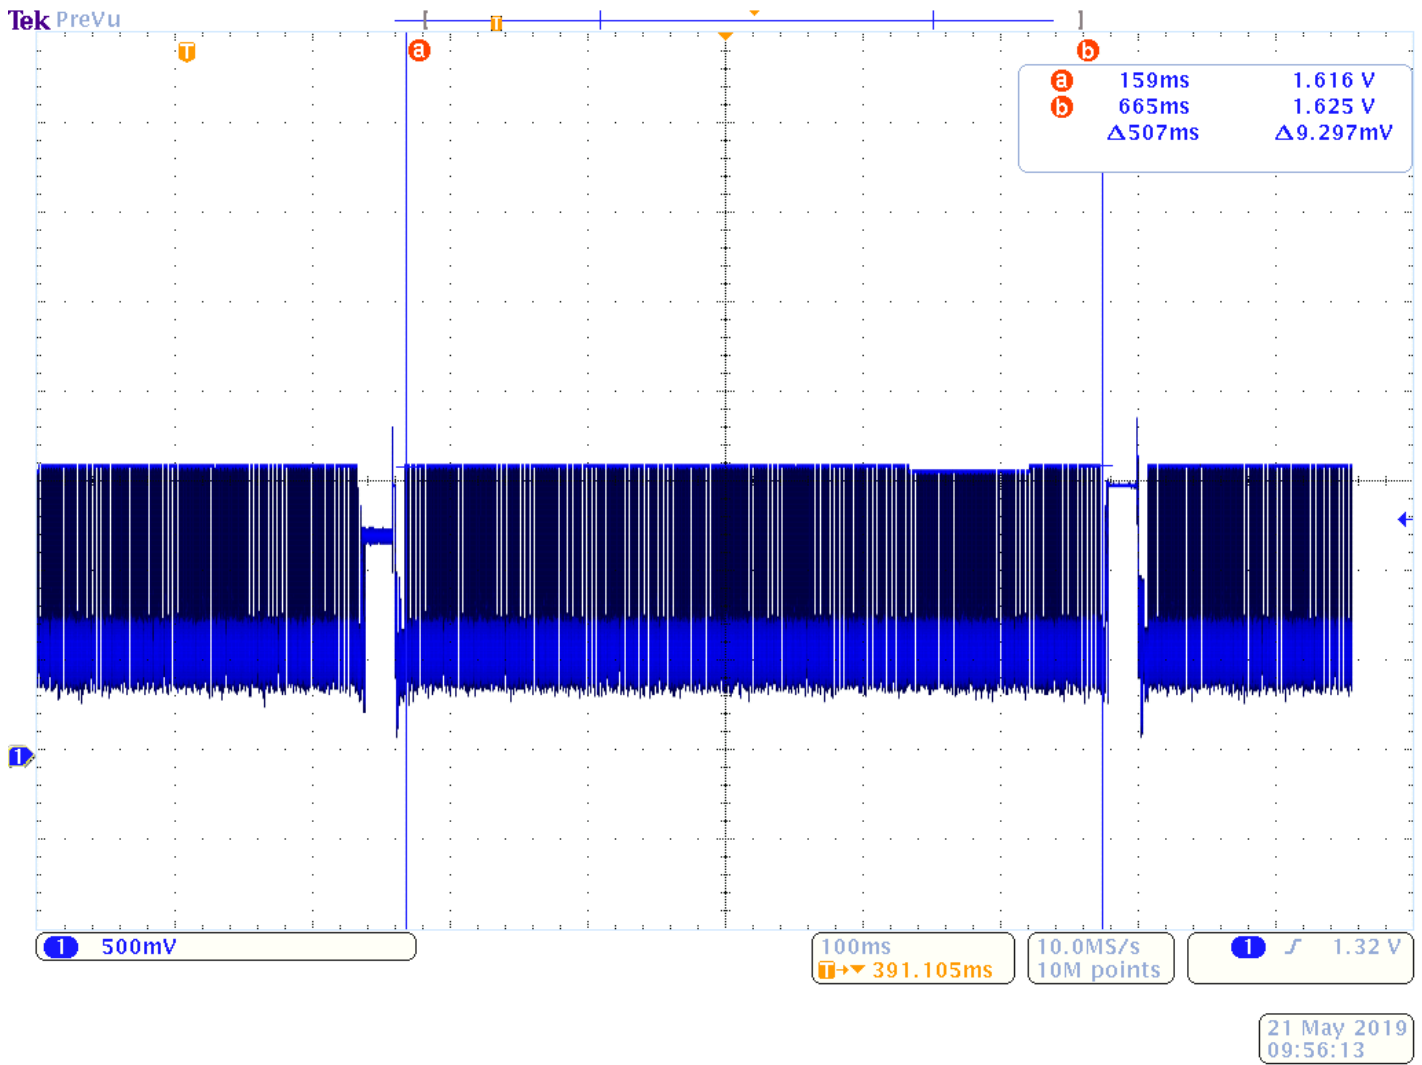 Tek PreVu
T
T
a
b
a 159ms 1.616 V
b 665ms 1.625 V
Δ507ms Δ9.297mV
1
1 500mV
100ms
T→▼ 391.105ms
10.0MS/s
10M points
1 1.32 V
21 May 2019
09:56:13